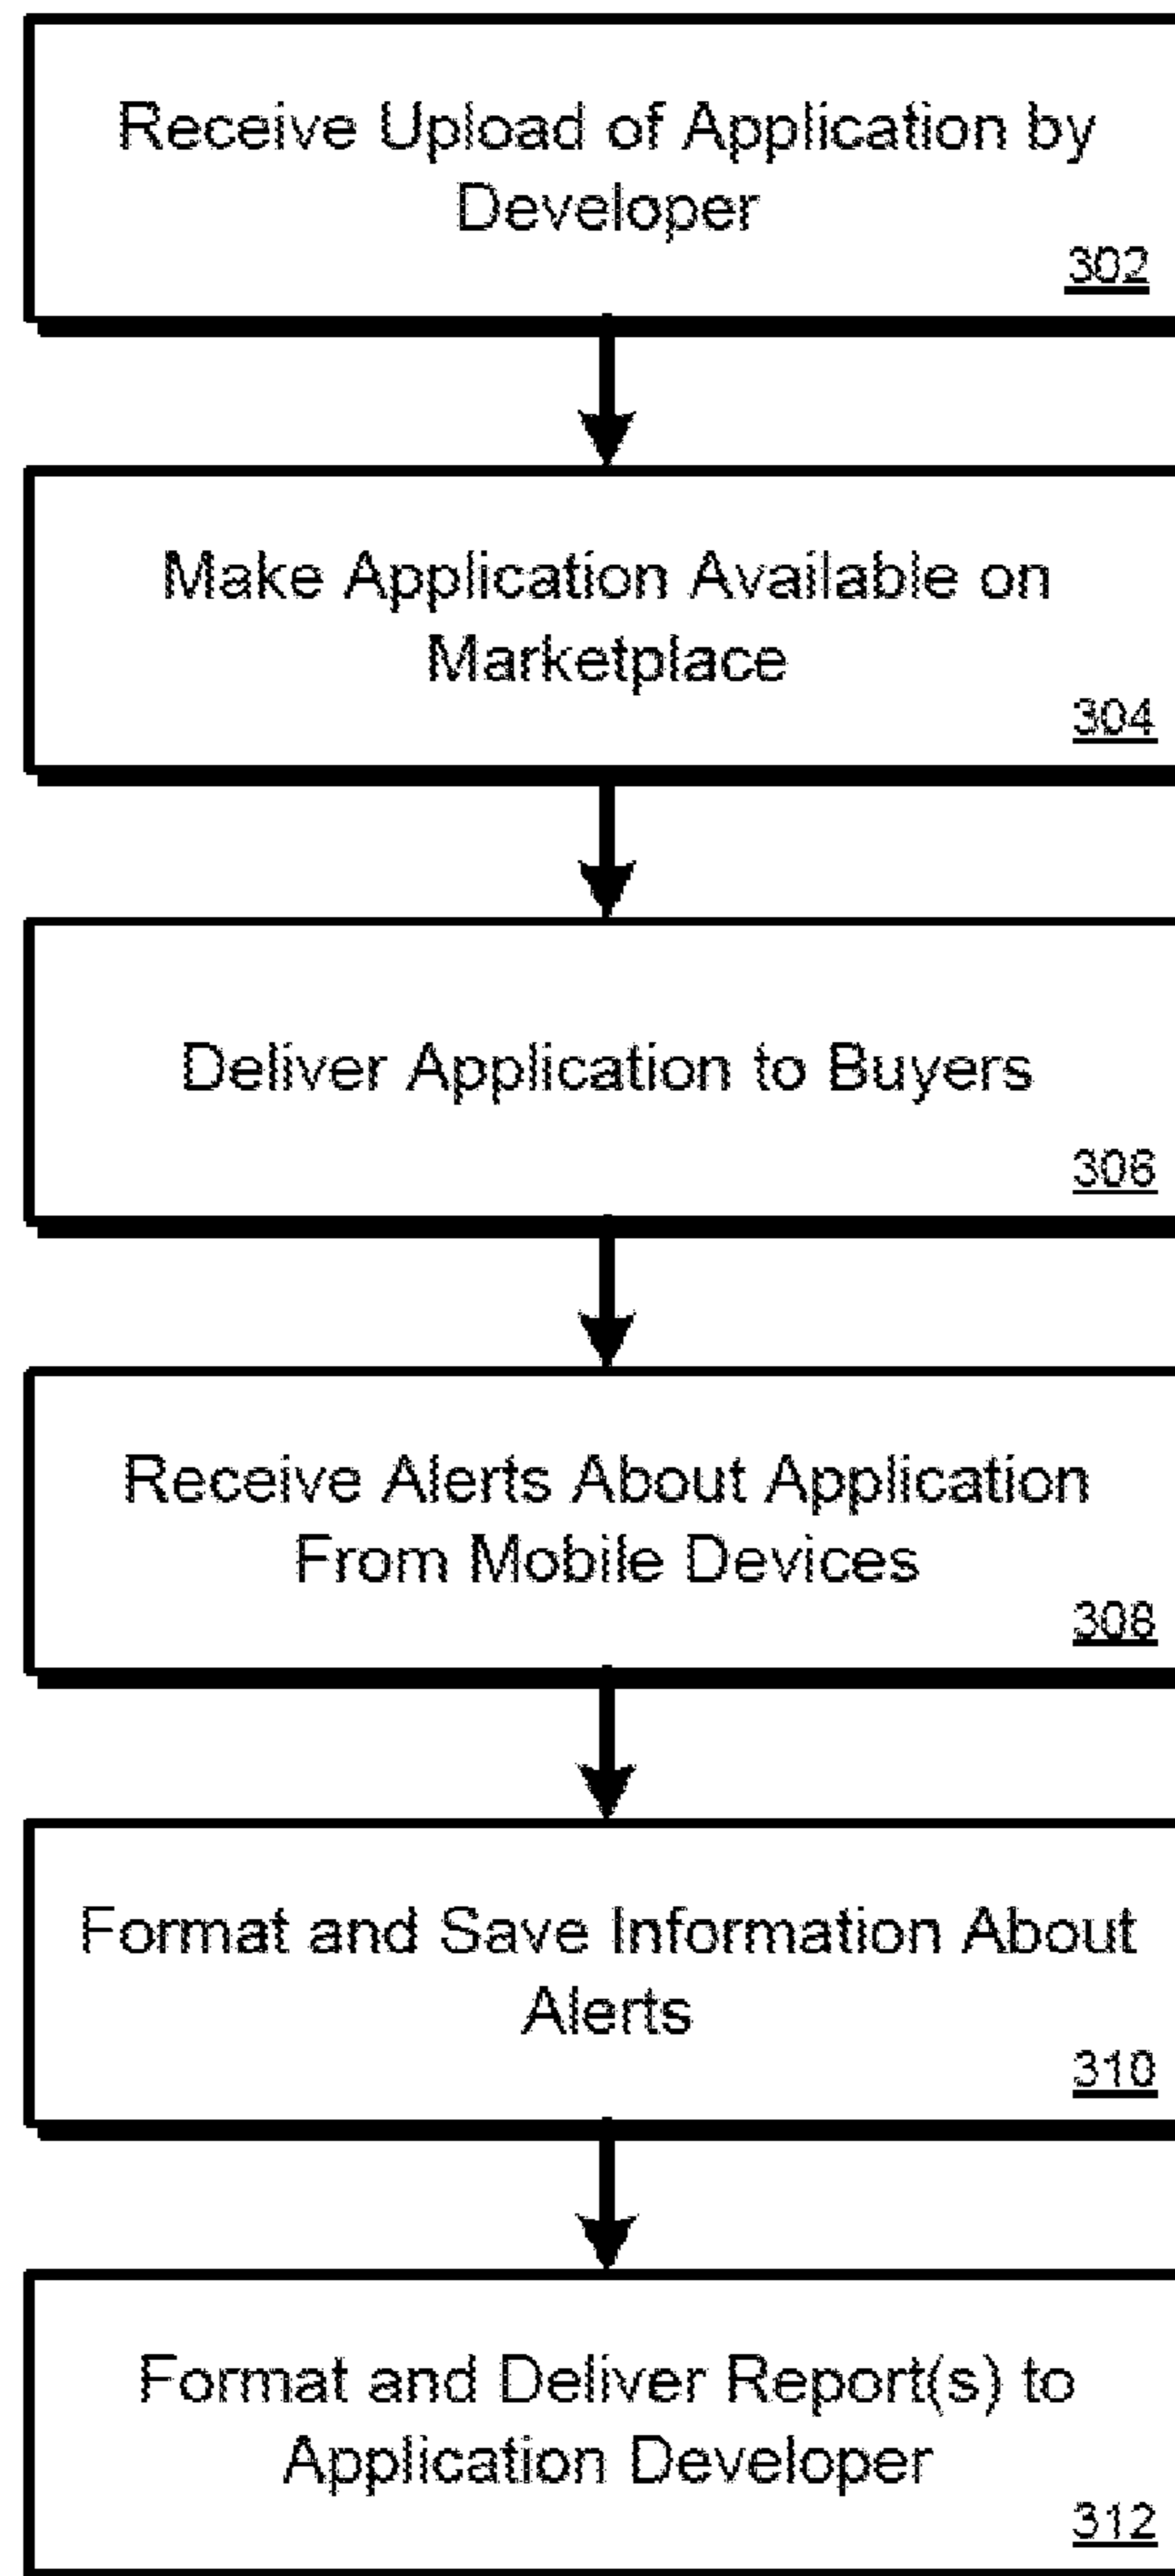 Receive Upload of Application by
Developer
302
Make Application Available on
Marketplace
304
Deliver Application to Buyers
306
Receive Alerts About Application
From Mobile Devices
308
Format and Save Information About
Alerts
310
Format and Deliver Report(s) to
Application Developer
312